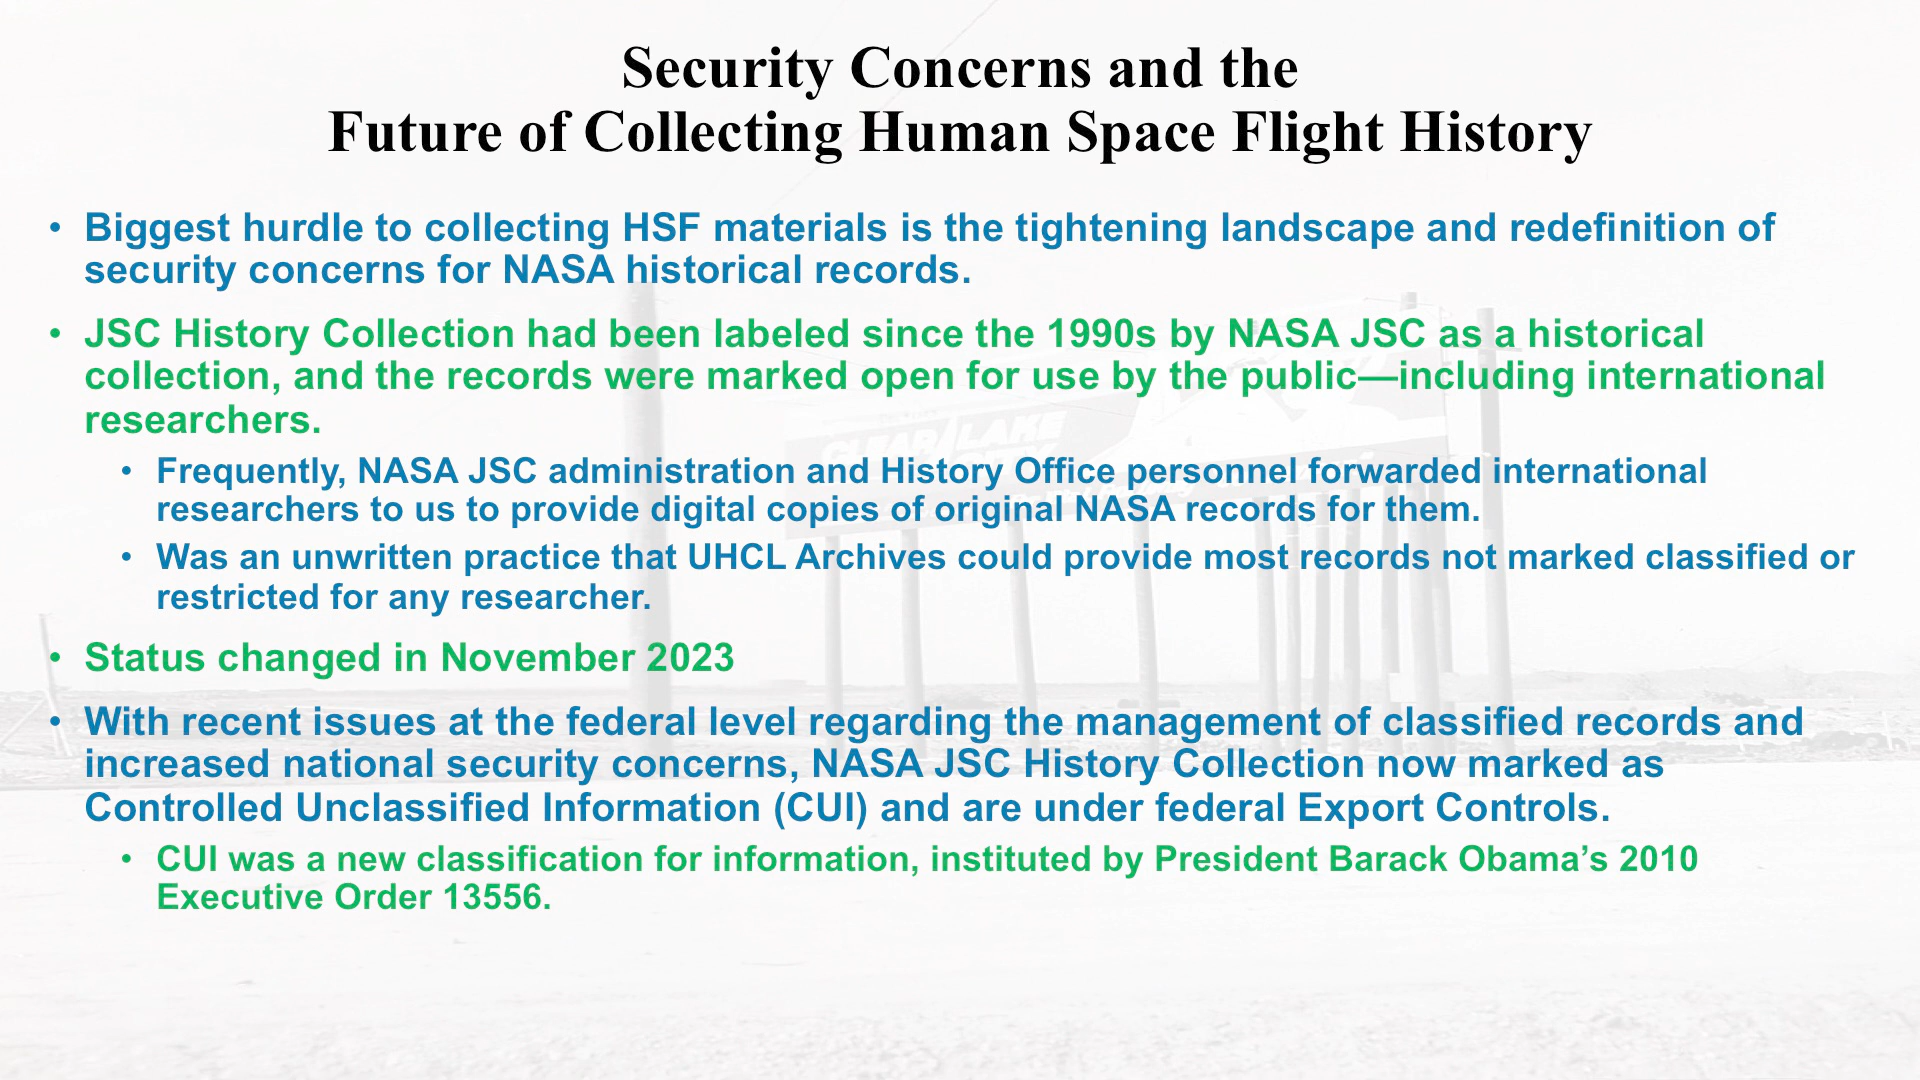 Security Concerns and the
Future of Collecting Human Space Flight History
• Biggest hurdle to collecting HSF materials is the tightening landscape and redefinition of
security concerns for NASA historical records.
• JSC History Collection had been labeled since the 1990s by NASA JSC as a historical
collection, and the records were marked open for use by the public—including international
researchers.
• Frequently, NASA JSC administration and History Office personnel forwarded international
researchers to us to provide digital copies of original NASA records for them.
• Was an unwritten practice that UHCL Archives could provide most records not marked classified or
restricted for any researcher.
• Status changed in November 2023
• With recent issues at the federal level regarding the management of classified records and
increased national security concerns, NASA JSC History Collection now marked as
Controlled Unclassified Information (CUI) and are under federal Export Controls.
• CUI was a new classification for information, instituted by President Barack Obama’s 2010
Executive Order 13556.
CLEAR LAKE